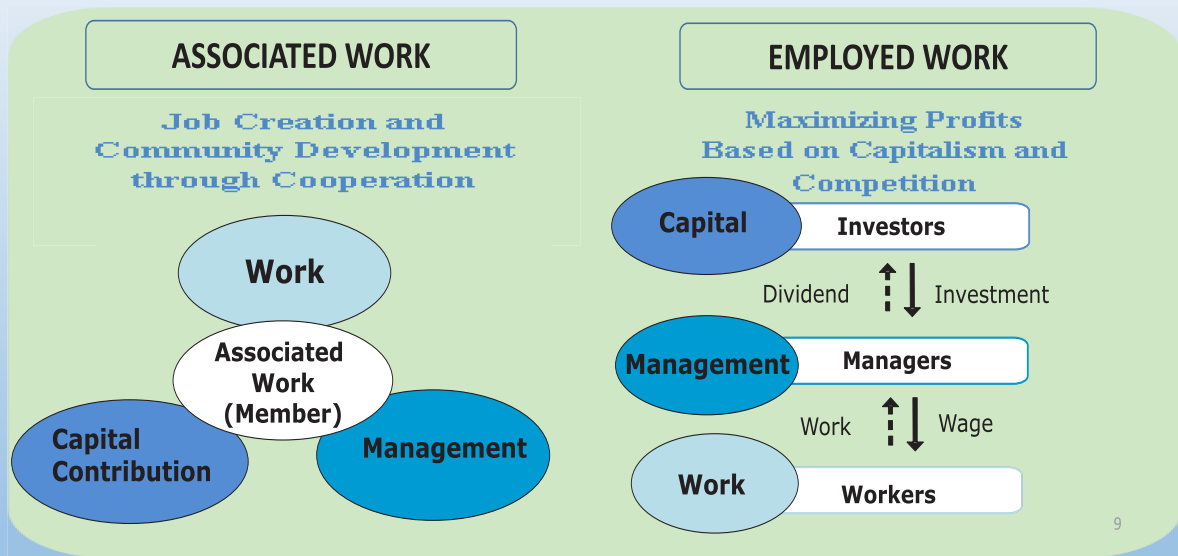 ASSOCIATED WORK
Job Creation and
Community Development
through Cooperation
Work
Associated
Work
(Member)
Capital
Contribution
Management
EMPLOYED WORK
Maximizing Profits
Based on Capitalism and
Competition
Capital
Investors
Dividend
Investment
Management
Managers
Work
Wage
Work
Workers
9